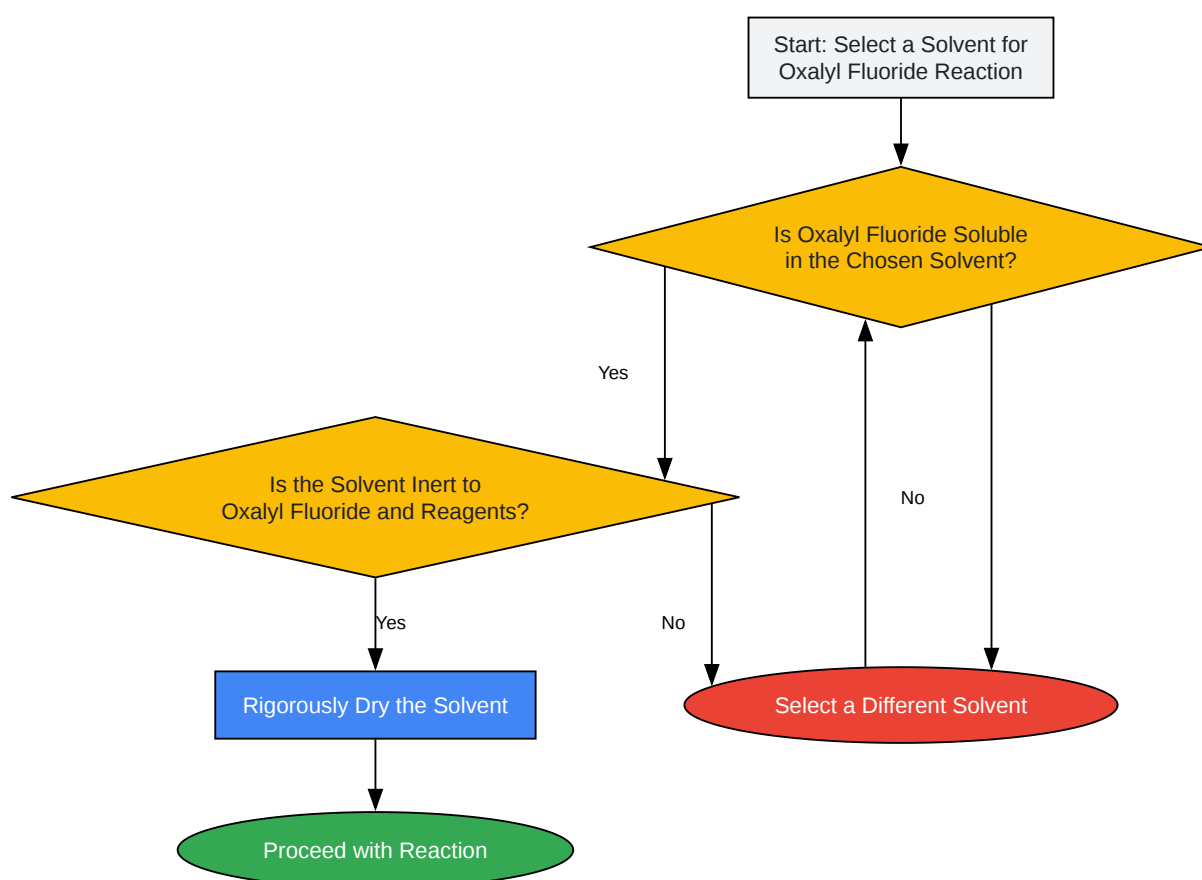 Start: Select a Solvent for
Oxalyl Fluoride Reaction
Is Oxalyl Fluoride Soluble
in the Chosen Solvent?
Yes
Is the Solvent Inert to
Oxalyl Fluoride and Reagents?
No
Yes
No
Rigorously Dry the Solvent
Select a Different Solvent
Proceed with Reaction